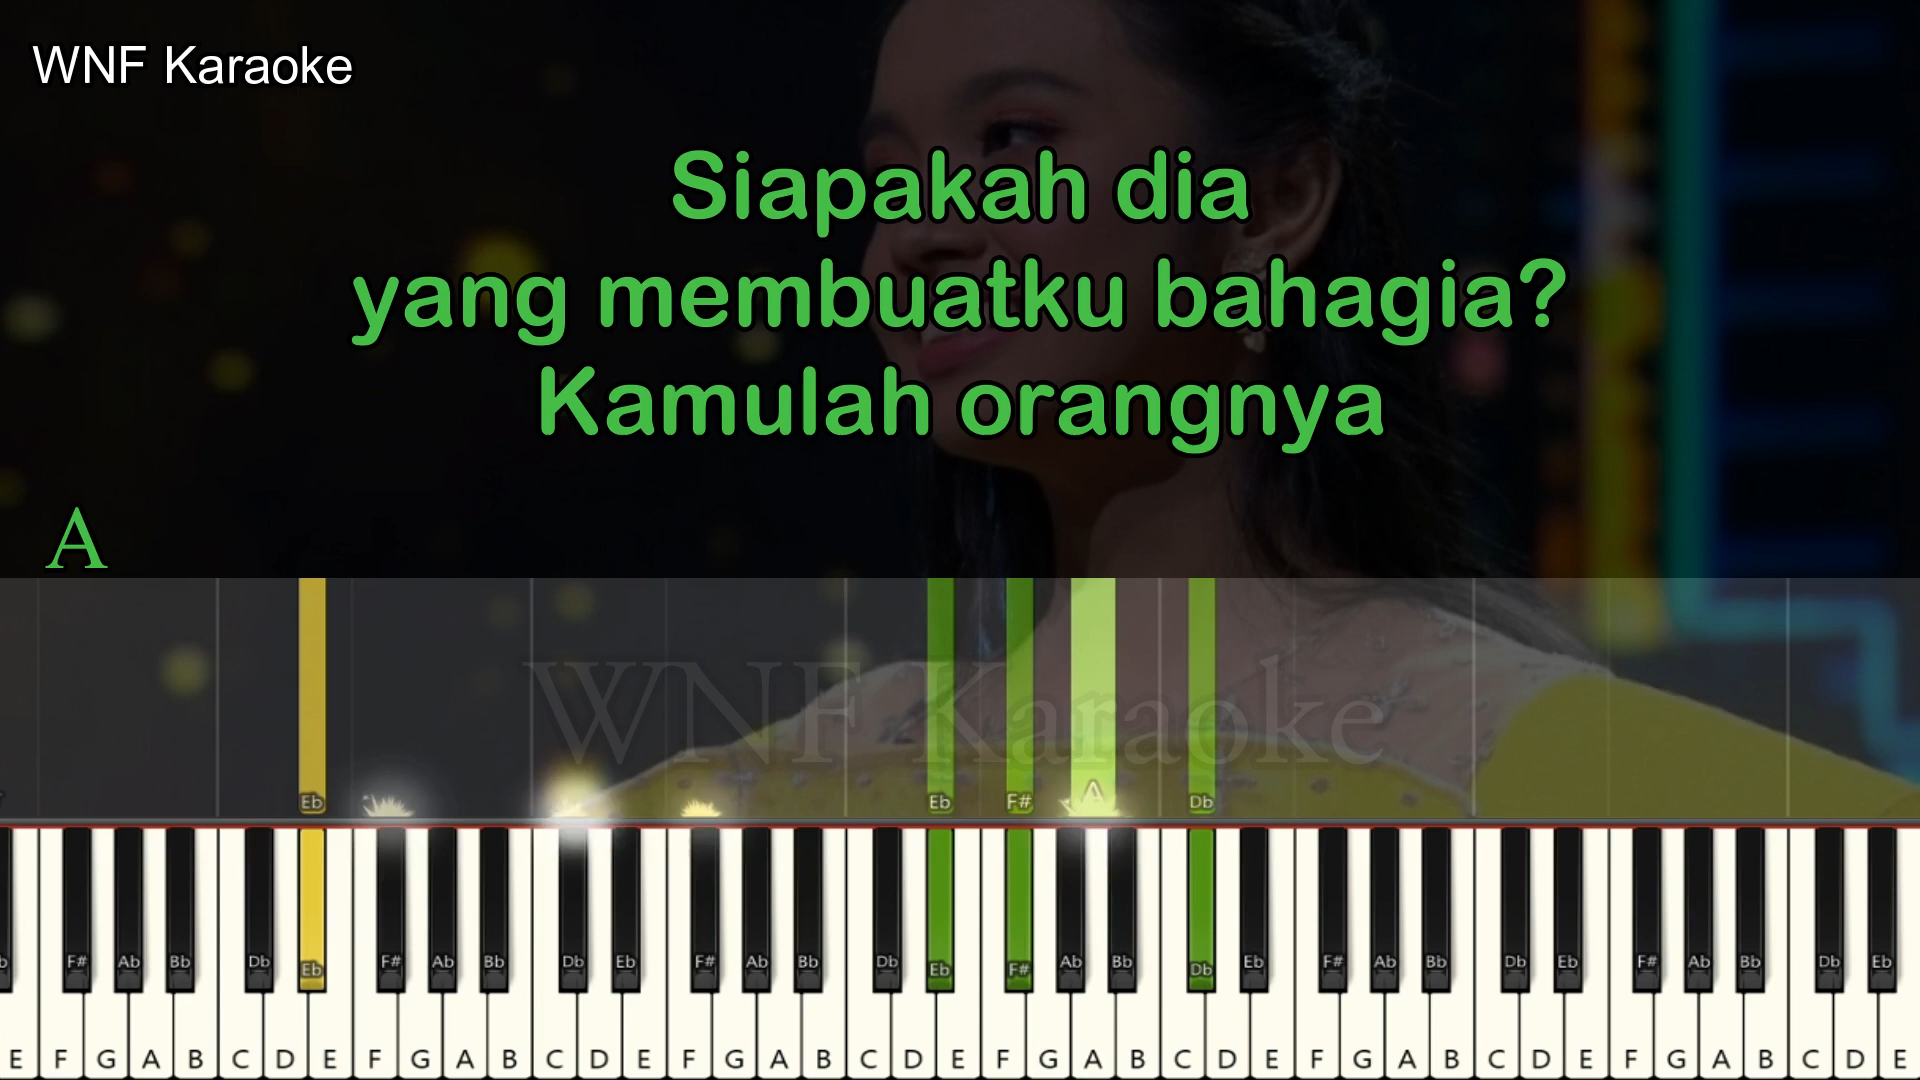 WNF Karaoke
Siapakah dia
yang membuatku bahagia?
Kamulah orangnya
A
WNF Karaoke
Eb Eb F# A Db
F# Ab Bb Db Eb F# Ab Bb Db Eb F# Ab Bb Db Eb F# Ab Bb Db Eb F# Ab Bb Db Eb F# Ab Bb Db Eb
E F G A B C D E F G A B C D E F G A B C D E F G A B C D E F G A B C D E F G A B C D E